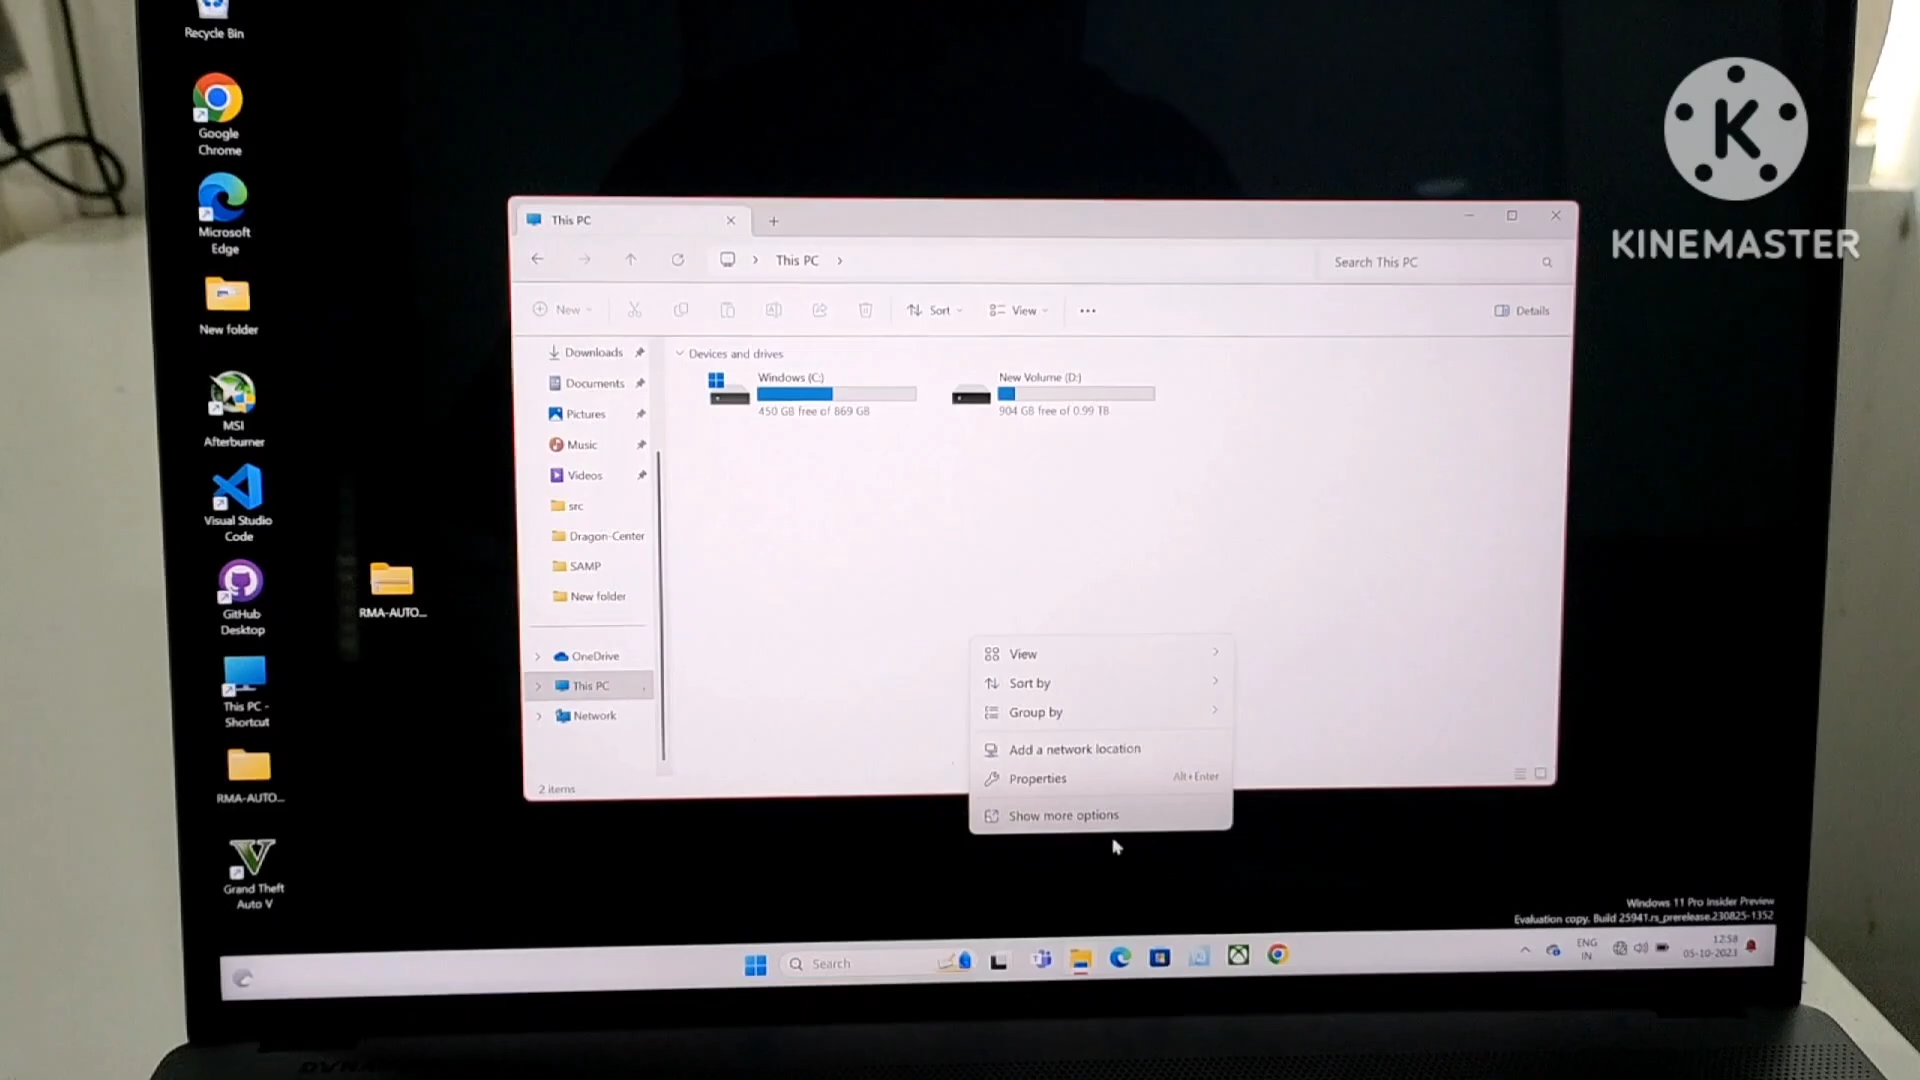 Recycle Bin
Google
Chrome
Microsoft
Edge
New folder
MSI
Afterburner
Visual Studio
Code
GitHub
Desktop
RMA-AUTO...
This PC -
Shortcut
RMA-AUTO...
Grand Theft
Auto V
K
KINEMASTER
This PC
This PC
Search This PC
New
Sort
View
Details
Downloads
Documents
Pictures
Music
Videos
src
Dragon-Center
SAMP
New folder
OneDrive
This PC
Network
2 items
Devices and drives
Windows (C:)
450 GB free of 869 GB
New Volume (D:)
904 GB free of 0.99 TB
View
Sort by
Group by
Add a network location
Properties Alt+Enter
Show more options
Windows 11 Pro Insider Preview
Evaluation copy. Build 25941.rs_prerelease.230825-1352
Search
ENG
IN
12:58
05-10-2023